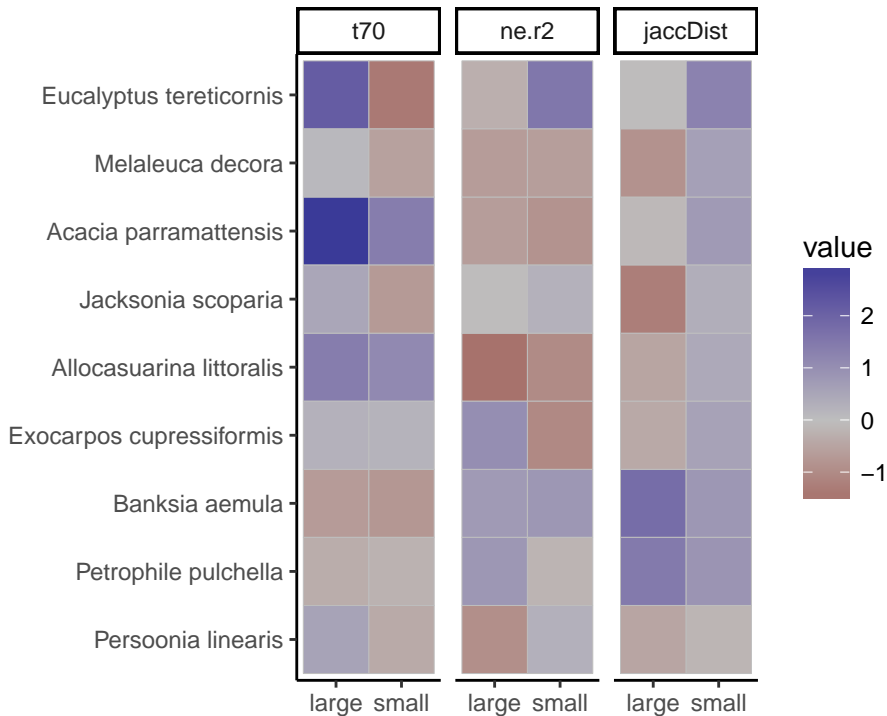 t70 ne.r2 jaccDist
Eucalyptus tereticornis
Melaleuca decora
Acacia parramattensis
Jacksonia scoparia
Allocasuarina littoralis
Exocarpos cupressiformis
Banksia aemula
Petrophile pulchella
Persoonia linearis
large small large small large small
value
2
1
0
−1